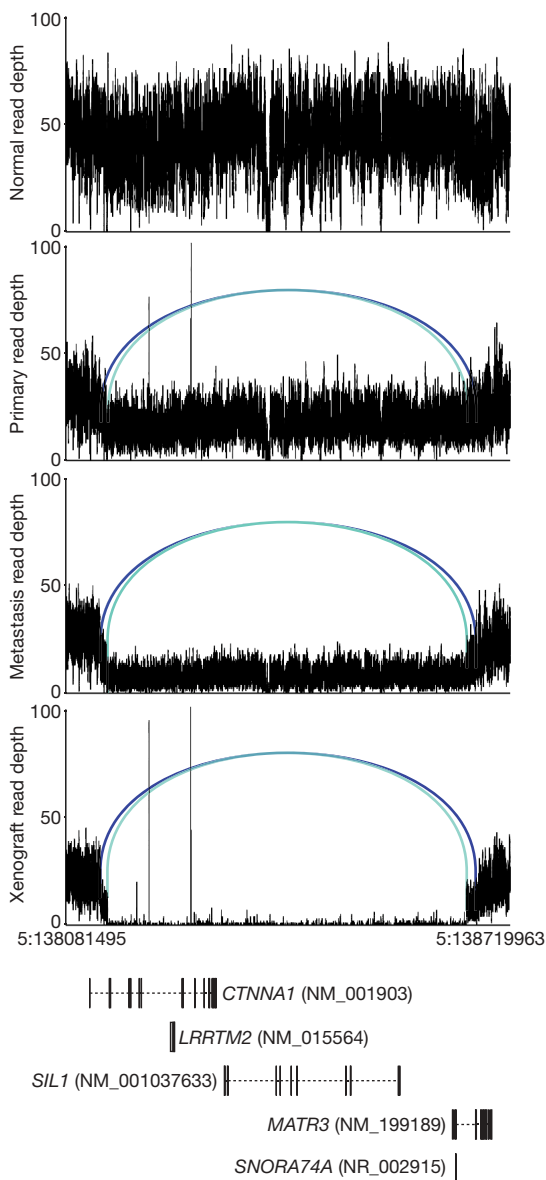 100
50
0
Normal read depth
100
50
0
Primary read depth
100
50
0
Metastasis read depth
100
50
0
Xenograft read depth
5:138081495 5:138719963
CTNNA1 (NM_001903)
LRRTM2 (NM_015564)
SIL1 (NM_001037633)
MATR3 (NM_199189)
SNORA74A (NR_002915)